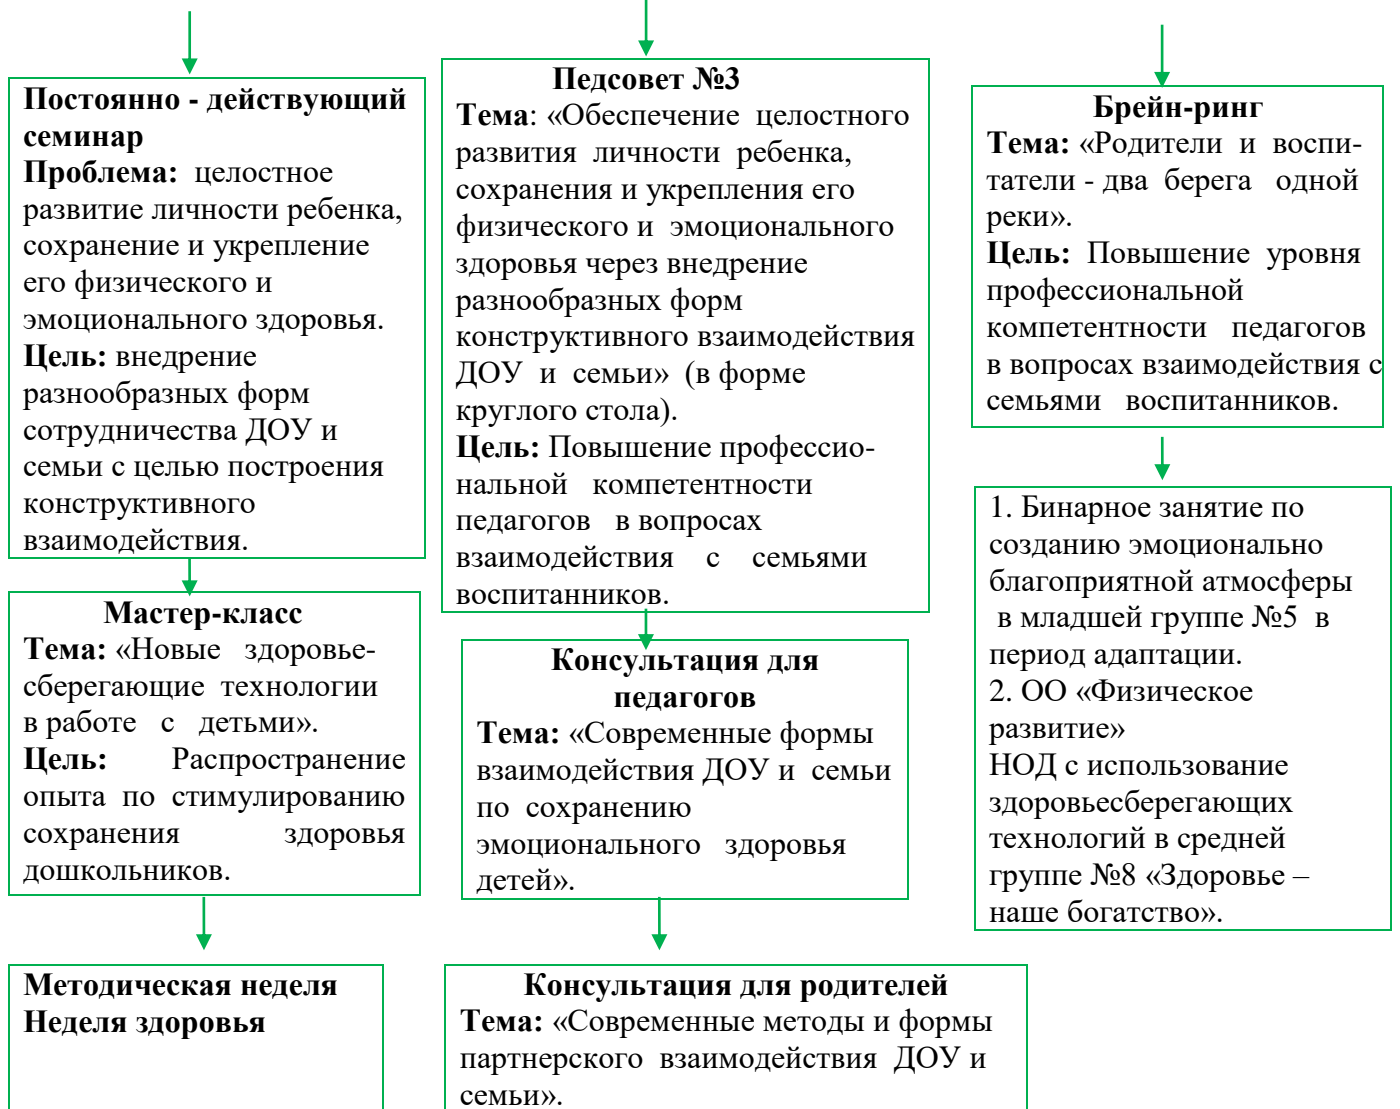 Постоянно - действующий
семинар
Проблема: целостное
развитие личности ребенка,
сохранение и укрепление
его физического и
эмоционального здоровья.
Цель: внедрение
разнообразных форм
сотрудничества ДОУ и
семьи с целью построения
конструктивного
взаимодействия.
Мастер-класс
Тема: «Новые здоровье-
сберегающие технологии
в работе с детьми».
Цель: Распространение
опыта по стимулированию
сохранения здоровья
дошкольников.
Методическая неделя
Неделя здоровья
Педсовет №3
Тема: «Обеспечение целостного
развития личности ребенка,
сохранения и укрепления его
физического и эмоционального
здоровья через внедрение
разнообразных форм
конструктивного взаимодействия
ДОУ и семьи» (в форме
круглого стола).
Цель: Повышение профессио-
нальной компетентности
педагогов в вопросах
взаимодействия с семьями
воспитанников.
Консультация для
педагогов
Тема: «Современные формы
взаимодействия ДОУ и семьи
по сохранению
эмоционального здоровья
детей».
Консультация для родителей
Тема: «Современные методы и формы
партнерского взаимодействия ДОУ и
семьи».
Брейн-ринг
Тема: «Родители и воспи-
татели - два берега одной
реки».
Цель: Повышение уровня
профессиональной
компетентности педагогов
в вопросах взаимодействия с
семьями воспитанников.
1. Бинарное занятие по
созданию эмоционально
благоприятной атмосферы
в младшей группе №5 в
период адаптации.
2. ОО «Физическое
развитие»
НОД с использование
здоровьесберегающих
технологий в средней
группе №8 «Здоровье –
наше богатство».